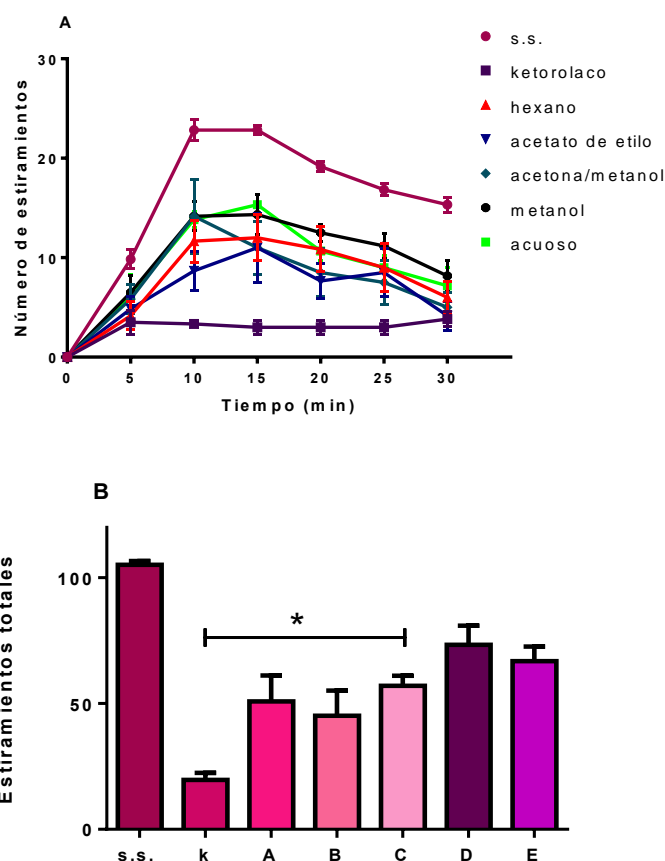 A
s.s.
ketorolaco
hexano
acetato de etilo
acetona/metanol
metanol
acuoso
Número de estiramientos
30
20
10
0
0 5 10 15 20 25 30
Tiempo (min)
B
Estiramientos totales
100
50
0
*
s.s. k A B C D E